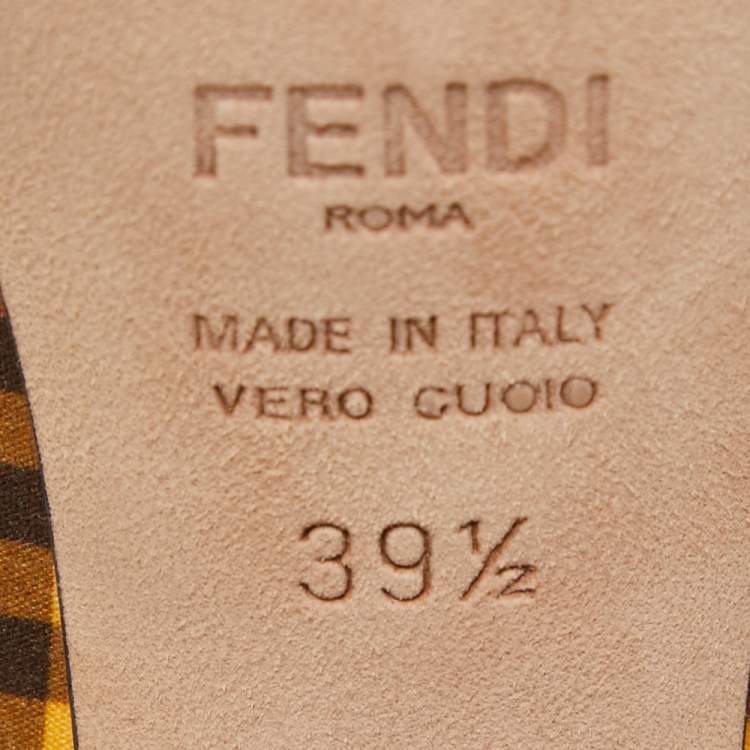 FENDI
ROMA
MADE IN ITALY
VERO CUOIO
39½